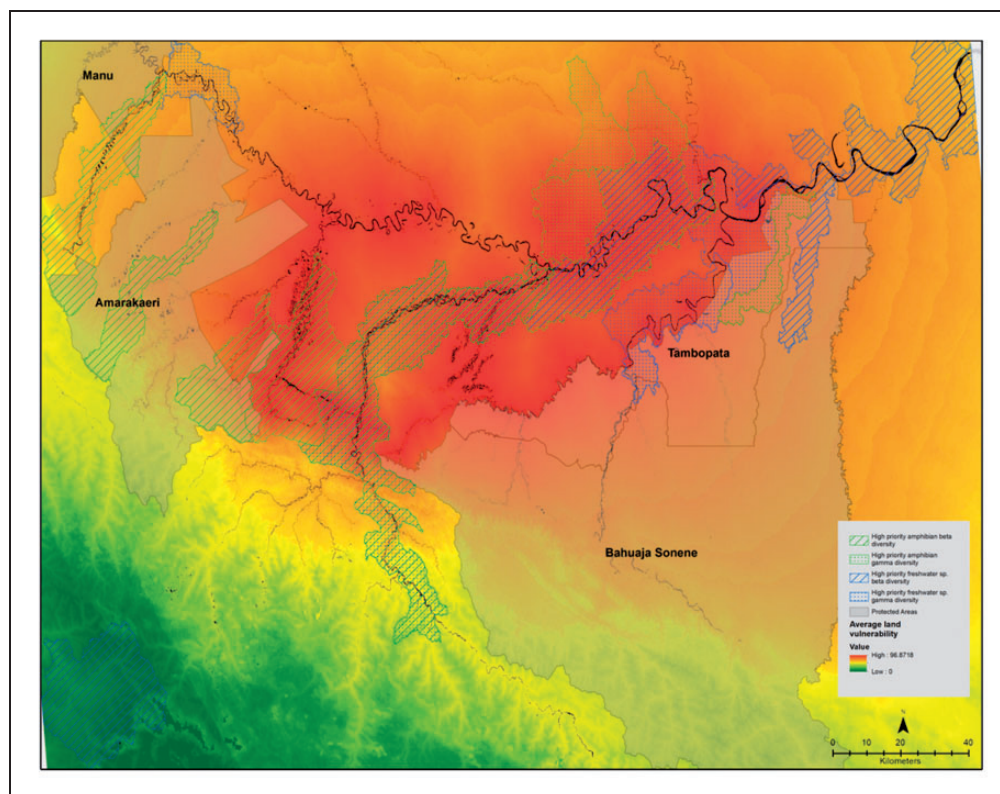 Manu
Amarakaeri
Tambopata
Bahuaja Sonene
High priority amphibian beta
diversity
High priority amphibian
gamma diversity
High priority freshwater sp.
beta diversity
High priority freshwater sp.
gamma diversity
Protected Areas
Average land
vulnerability
Value
High : 96.8718
Low : 0
N
0 10 20 40
Kilometers